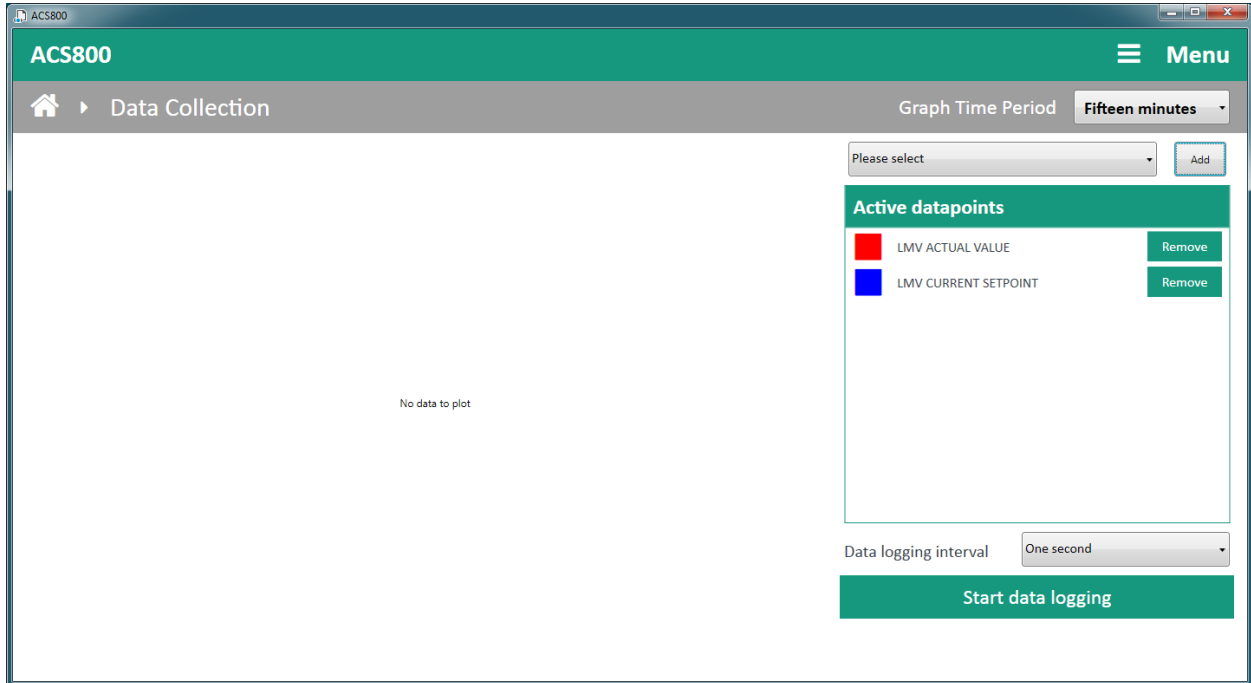 ACS800
ACS800
Menu
Data Collection
Graph Time Period
Fifteen minutes
Please select
Add
Active datapoints
LMV ACTUAL VALUE
Remove
LMV CURRENT SETPOINT
Remove
No data to plot
Data logging interval
One second
Start data logging